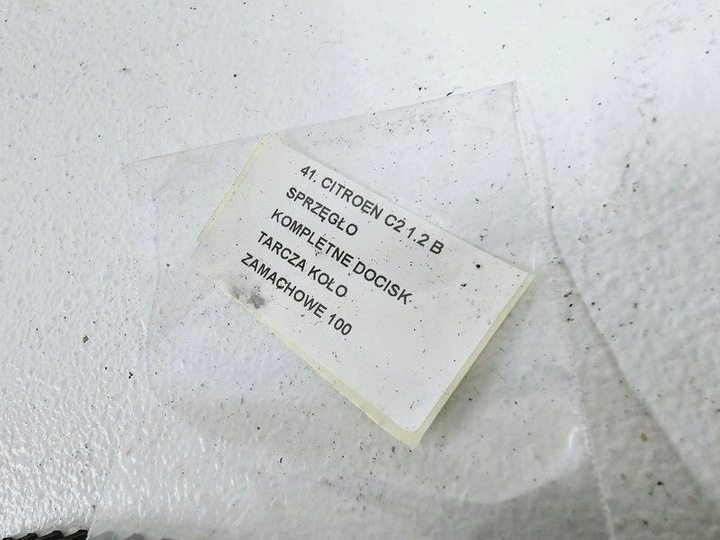 41. CITROEN C2 1.2 B
SPRZĘGŁO
KOMPLETNE DOCISK
TARCZA KOŁO
ZAMACHOWE 100